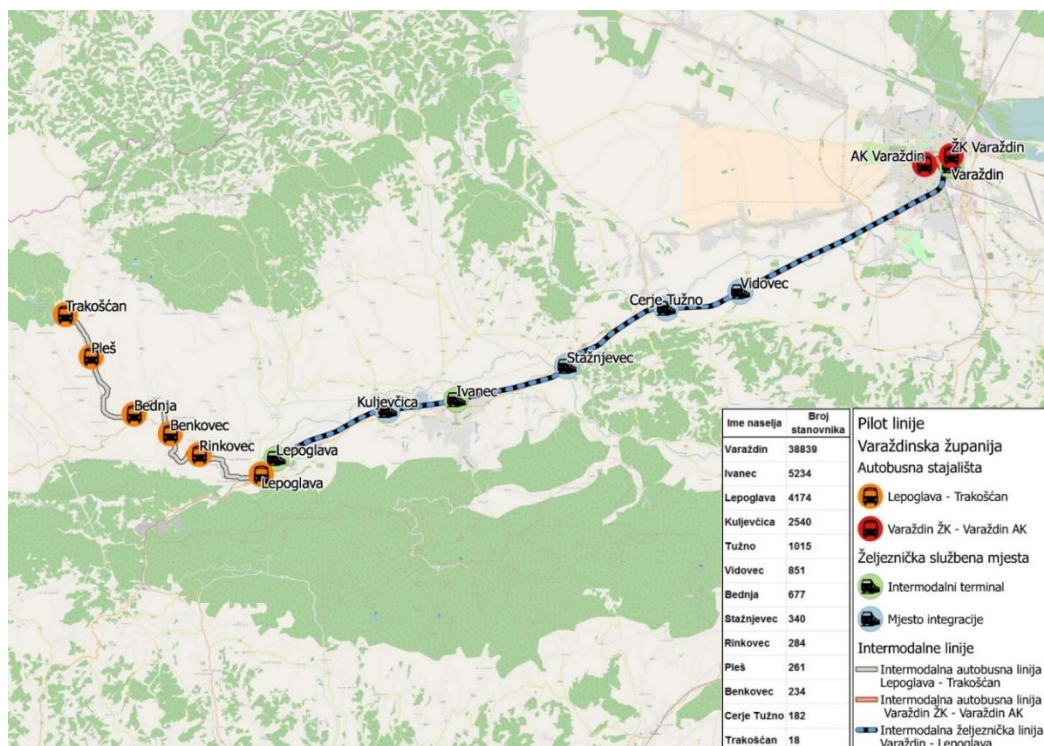 ŽK Varaždin
AK Varaždin
Varaždin
Vidovec
Cerje Tužno
Trakošćan
Pleš
Stažnjevec
Ivanec
Kuljevčica
Bednja
Benkovec
Rinkovec
Lepoglava
Lepoglava
Ime naselja Broj stanovnika
Varaždin 38839
Ivanec 5234
Lepoglava 4174
Kuljevčica 2540
Tužno 1015
Vidovec 851
Bednja 677
Stažnjevec 340
Rinkovec 284
Pleš 261
Benkovec 234
Cerje Tužno 182
Trakošćan 18
Pilot linije
Varaždinska županija
Autobusna stajališta
Lepoglava - Trakošćan
Varaždin ŽK - Varaždin AK
Željeznička službena mjesta
Intermodalni terminal
Mjesto integracije
Intermodalne linije
Intermodalna autobusna linija
Lepoglava - Trakošćan
Intermodalna autobusna linija
Varaždin ŽK - Varaždin AK
Intermodalna željeznička linija
Varaždin - Lepoglava